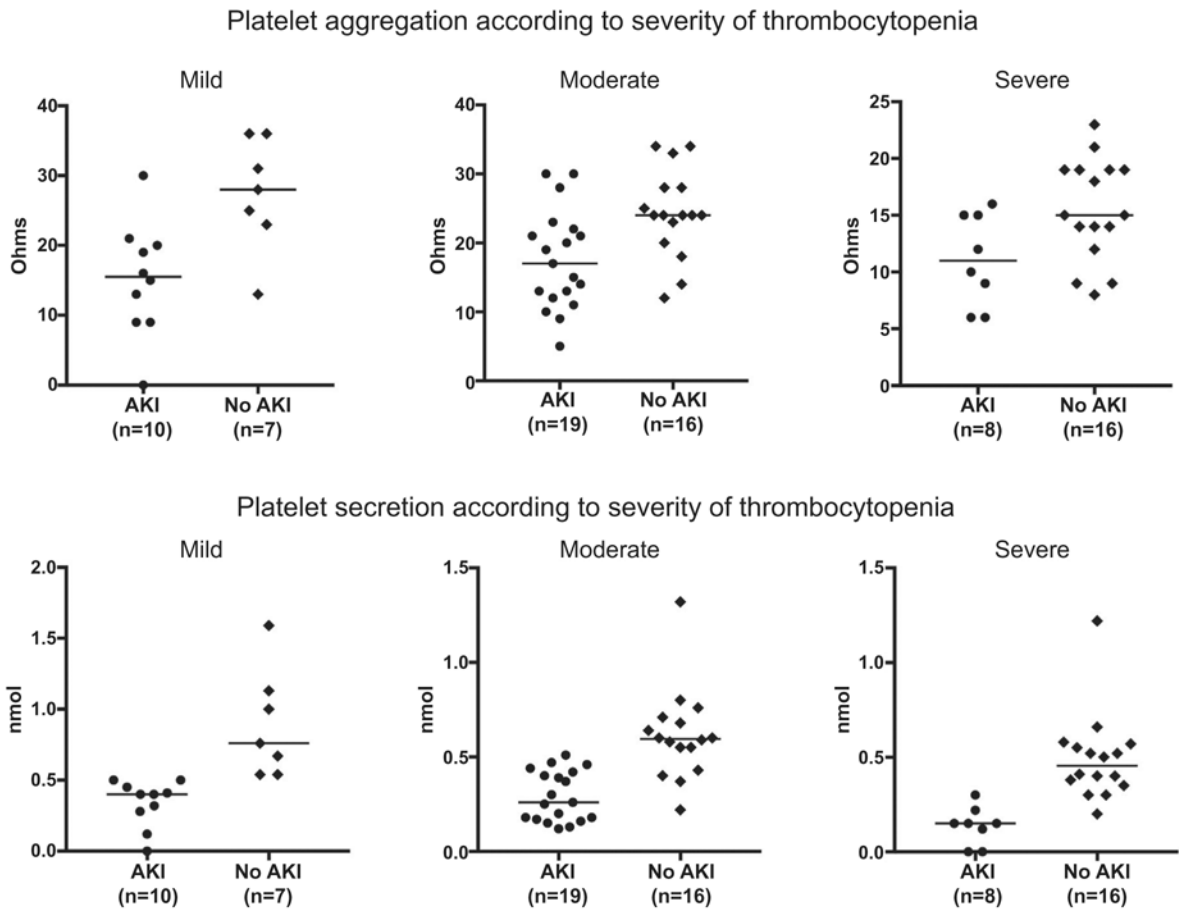 Platelet aggregation according to severity of thrombocytopenia
Mild
Moderate
Severe
40
30
20
10
0
Ohms
AKI
(n=10)
No AKI
(n=7)
40
30
20
10
0
Ohms
AKI
(n=19)
No AKI
(n=16)
25
20
15
10
5
0
Ohms
AKI
(n=8)
No AKI
(n=16)
Platelet secretion according to severity of thrombocytopenia
Mild
Moderate
Severe
2.0
1.5
1.0
0.5
0.0
nmol
AKI
(n=10)
No AKI
(n=7)
1.5
1.0
0.5
0.0
nmol
AKI
(n=19)
No AKI
(n=16)
1.5
1.0
0.5
0.0
nmol
AKI
(n=8)
No AKI
(n=16)